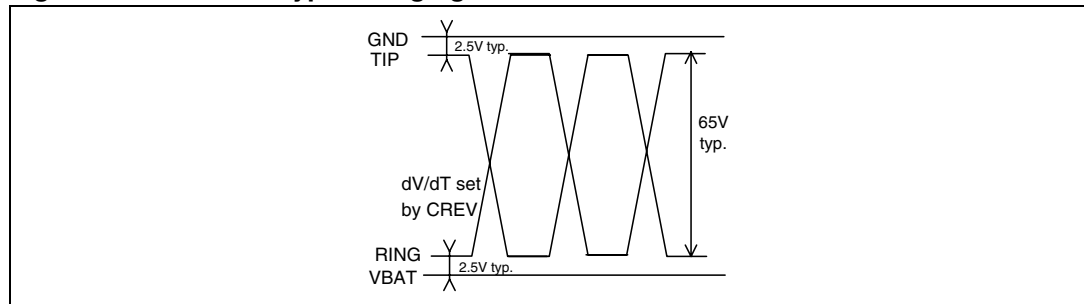 GND
2.5V typ.
TIP
65V
typ.
dV/dT set
by CREV
RING
2.5V typ.
VBAT